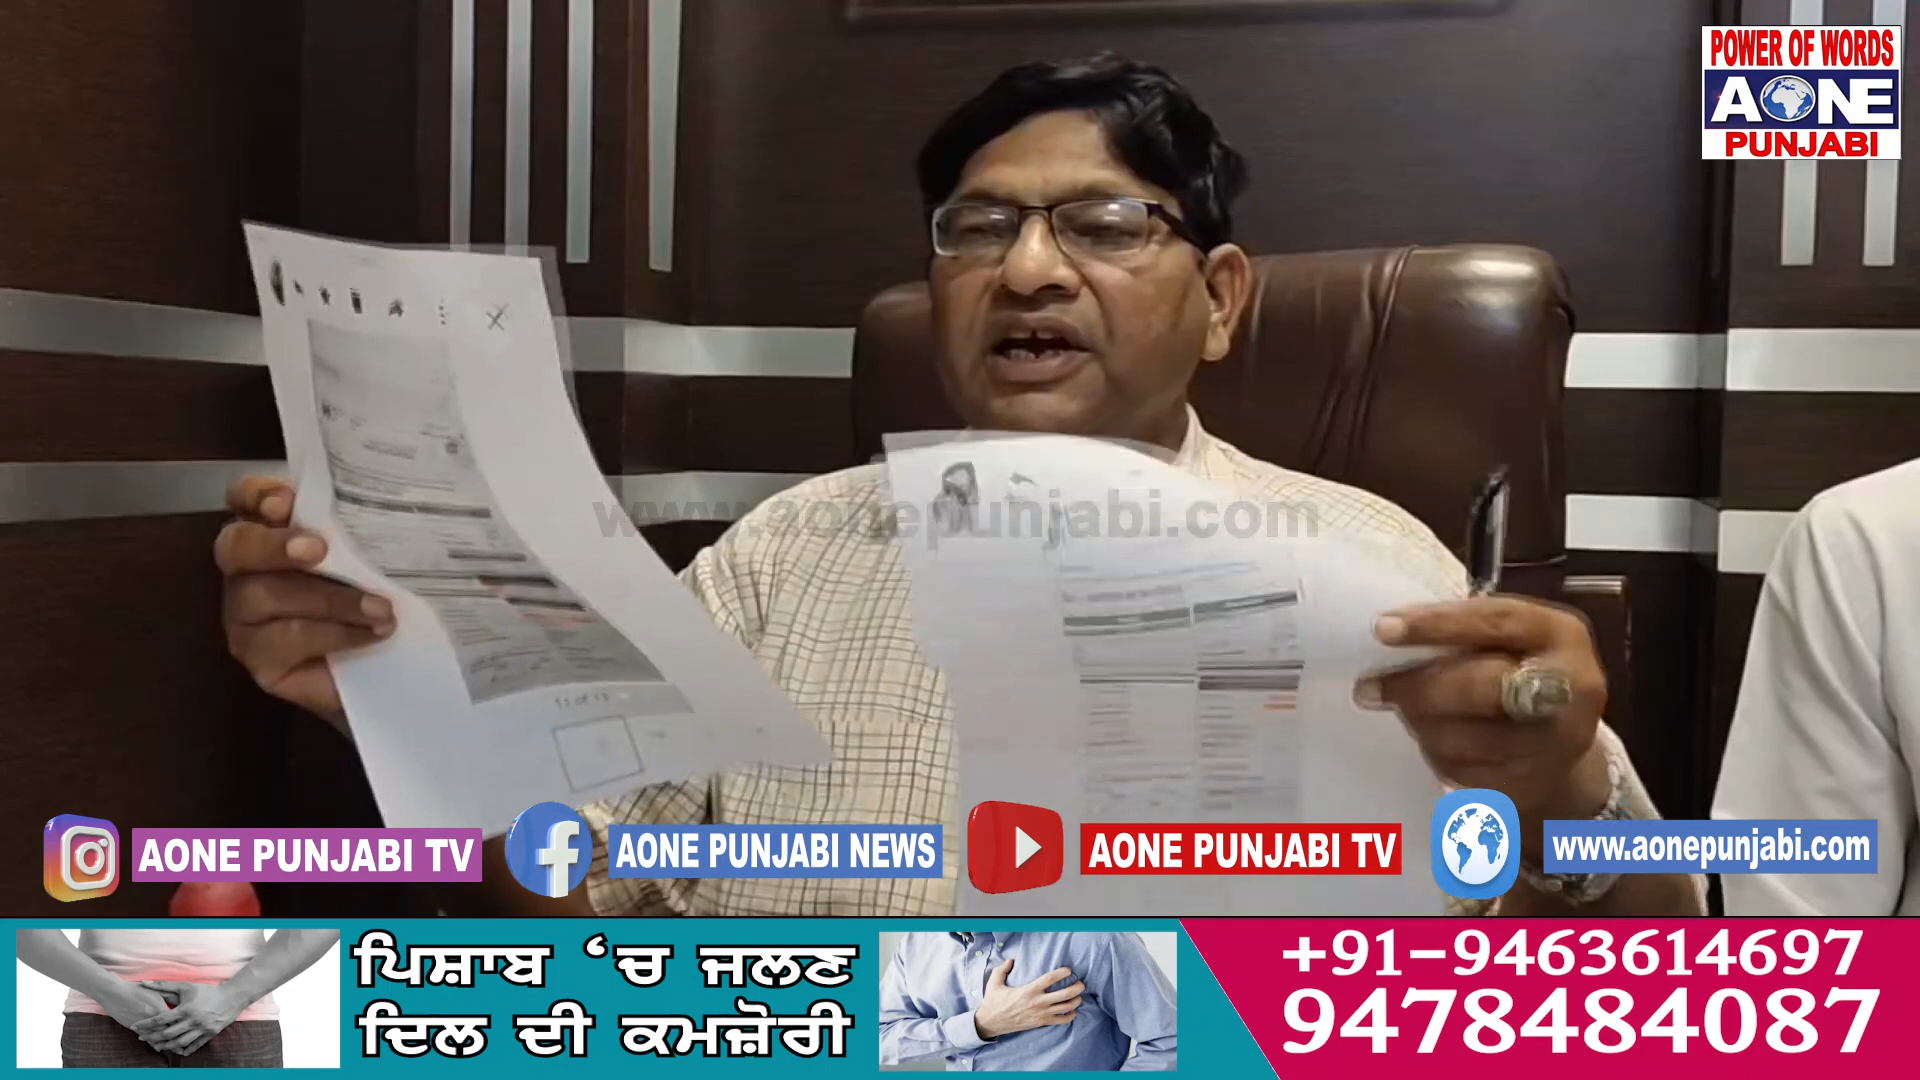 POWER OF WORDS
AONE
PUNJABI
www.aonepunjabi.com
AONE PUNJABI TV
AONE PUNJABI NEWS
AONE PUNJABI TV
www.aonepunjabi.com
ਪਿਸ਼ਾਬ ‘ਚ ਜਲਣ
ਦਿਲ ਦੀ ਕਮਜ਼ੋਰੀ
+91-9463614697
9478484087